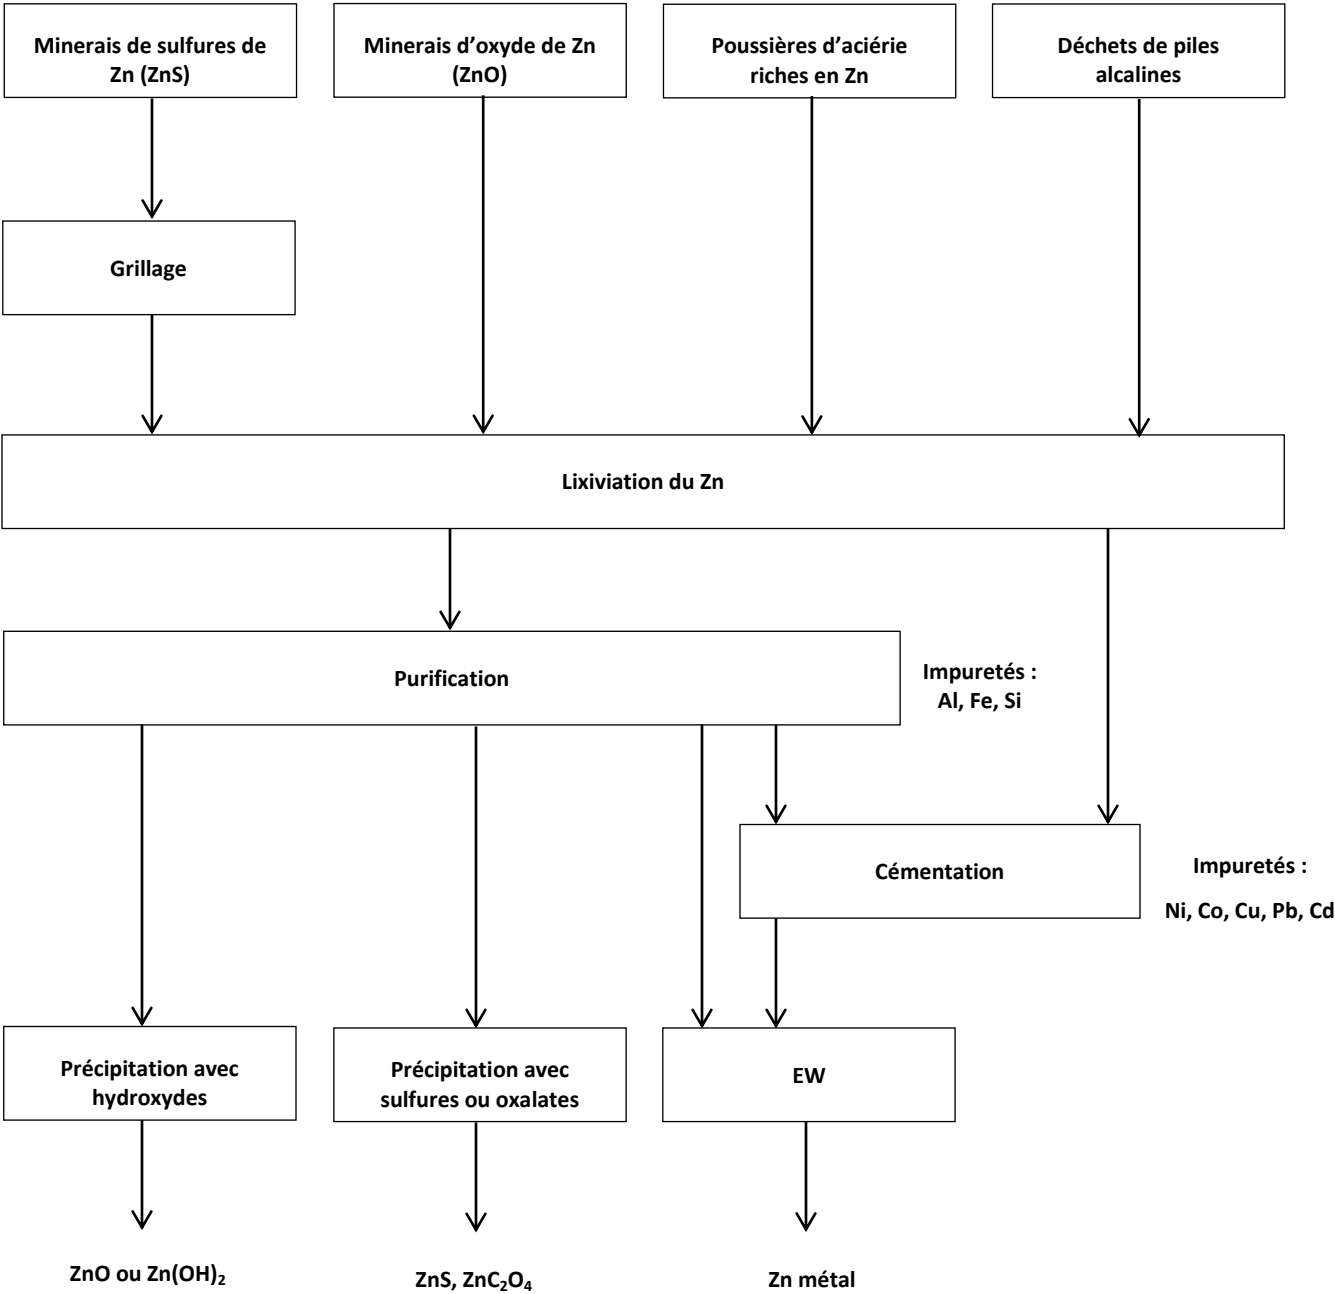 Minerais de sulfures de
Zn (ZnS)
Minerais d’oxyde de Zn
(ZnO)
Poussières d’aciérie
riches en Zn
Déchets de piles
alcalines
Grillage
Lixiviation du Zn
Purification
Impuretés :
Al, Fe, Si
Cémentation
Impuretés :
Ni, Co, Cu, Pb, Cd
Précipitation avec
hydroxydes
Précipitation avec
sulfures ou oxalates
EW
ZnO ou Zn(OH)₂
ZnS, ZnC₂O₄
Zn métal